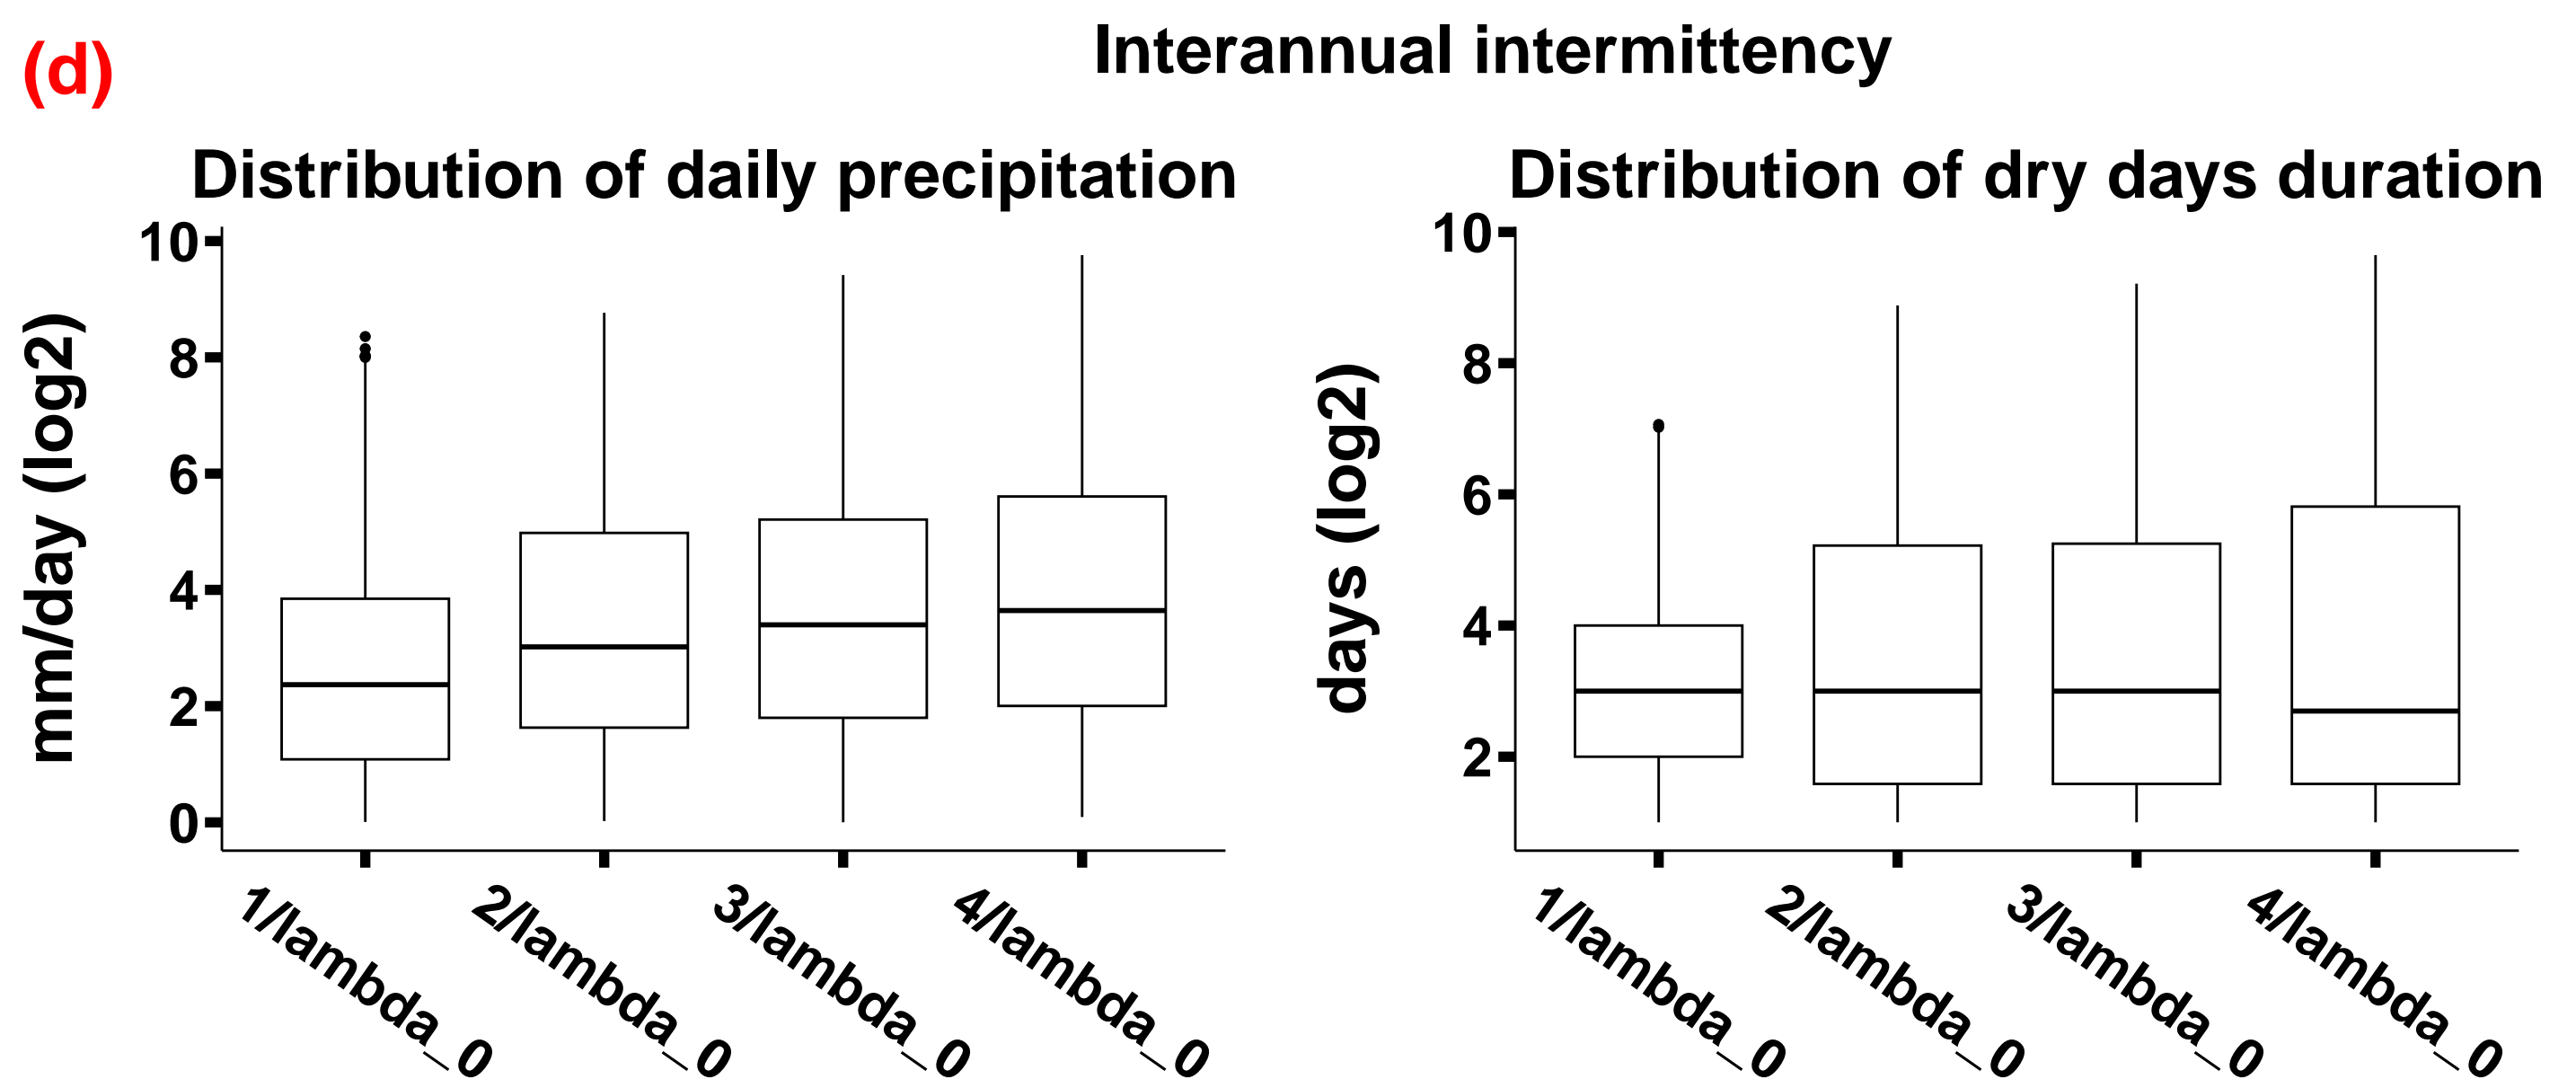 (d)
Interannual intermittency
Distribution of daily precipitation
mm/day (log2)
10
8
6
4
2
0
1/lambda_0
2/lambda_0
3/lambda_0
4/lambda_0
Distribution of dry days duration
days (log2)
10
8
6
4
2
1/lambda_0
2/lambda_0
3/lambda_0
4/lambda_0